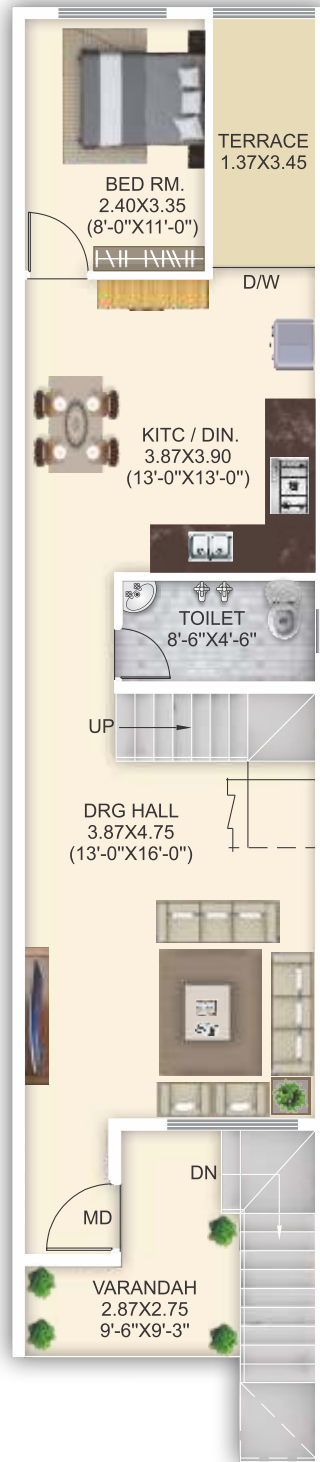 TERRACE
1.37X3.45
BED RM.
2.40X3.35
(8'-0"X11'-0")
D/W
KITC / DIN.
3.87X3.90
(13'-0"X13'-0")
TOILET
8'-6"X4'-6"
UP
DRG HALL
3.87X4.75
(13'-0"X16'-0")
DN
MD
VARANDAH
2.87X2.75
9'-6"X9'-3"